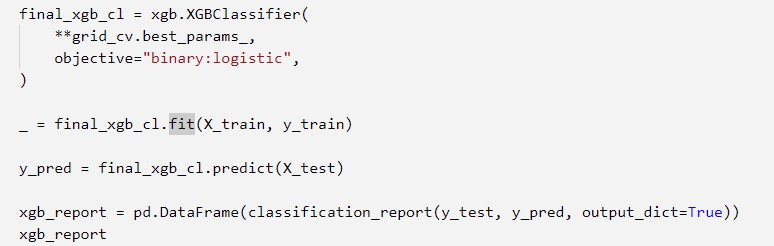 final_xgb_cl = xgb.XGBClassifier(
    **grid_cv.best_params_,
    objective="binary:logistic",
)
_ = final_xgb_cl.fit(X_train, y_train)
y_pred = final_xgb_cl.predict(X_test)
xgb_report = pd.DataFrame(classification_report(y_test, y_pred, output_dict=True))
xgb_report